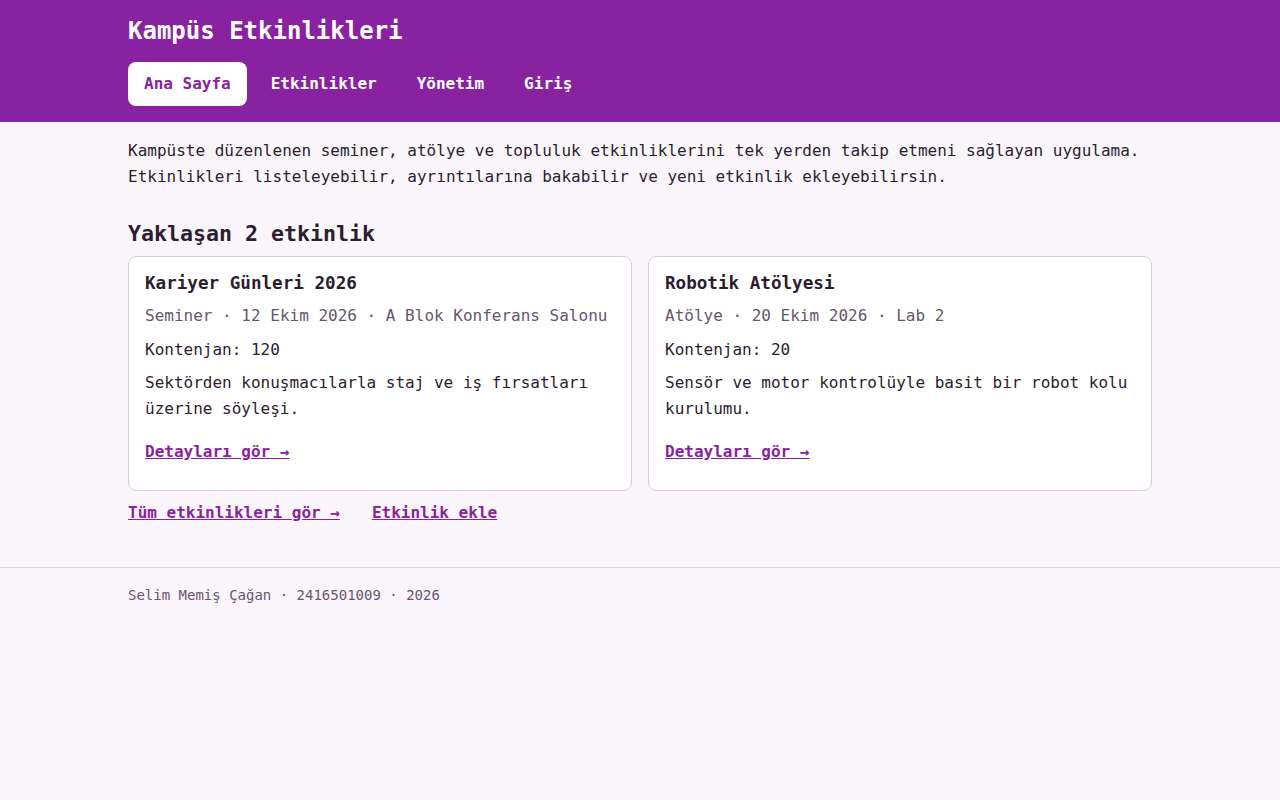 Kampüs Etkinlikleri
Ana Sayfa
Etkinlikler
Yönetim
Giriş
Kampüste düzenlenen seminer, atölye ve topluluk etkinliklerini tek yerden takip etmeni sağlayan uygulama.
Etkinlikleri listeleyebilir, ayrıntılarına bakabilir ve yeni etkinlik ekleyebilirsin.
Yaklaşan 2 etkinlik
Kariyer Günleri 2026
Seminer · 12 Ekim 2026 · A Blok Konferans Salonu
Kontenjan: 120
Sektörden konuşmacılarla staj ve iş fırsatları
üzerine söyleşi.
Detayları gör →
Robotik Atölyesi
Atölye · 20 Ekim 2026 · Lab 2
Kontenjan: 20
Sensör ve motor kontrolüyle basit bir robot kolu
kurulumu.
Detayları gör →
Tüm etkinlikleri gör →
Etkinlik ekle
Selim Memiş Çağan · 2416501009 · 2026